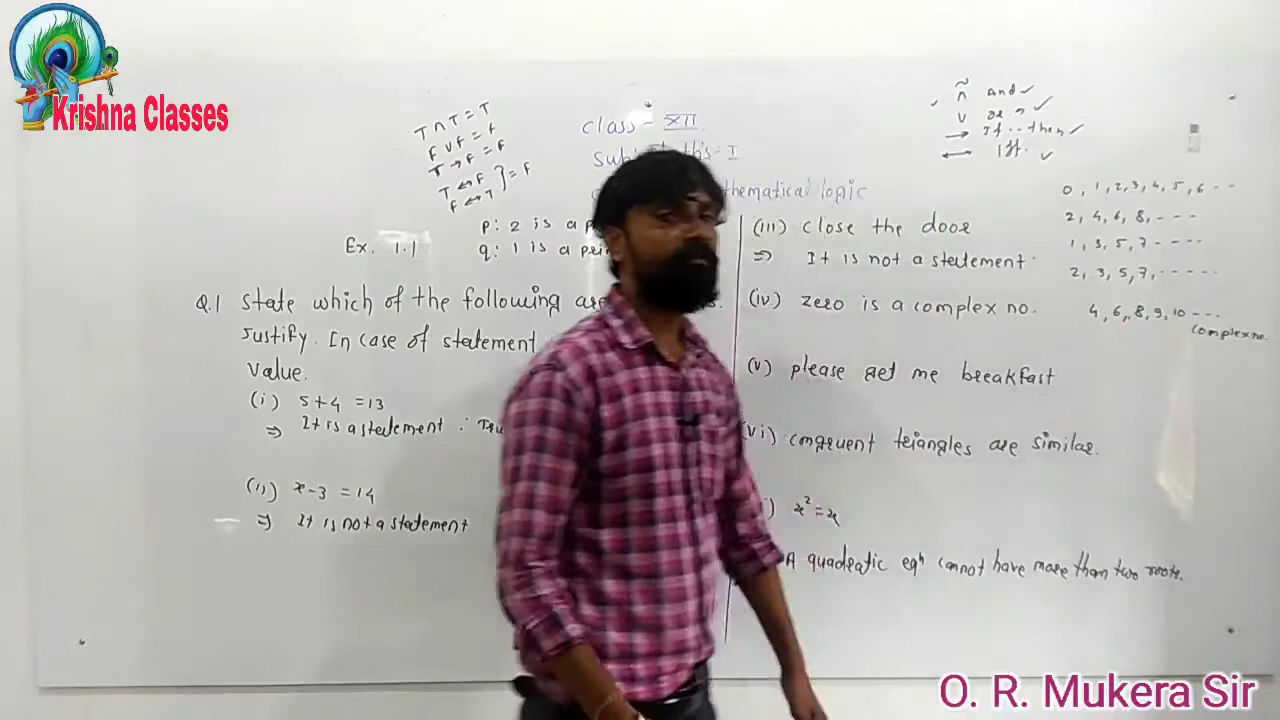 Krishna Classes
T ∩ T = T
F ∪ F = F
T → F = F
T ↔ F
F ↔ T } = F
class - XII
ths - I
thematical logic
~
∩ And ✓
∪ or ✓
→ If .. then ✓
↔ Iff. ✓
0, 1, 2, 3, 4, 5, 6 --
2, 4, 6, 8, - - -
1, 3, 5, 7 - - - -
2, 3, 5, 7, - - - - -
4, 6, 8, 9, 10 ---
complex no.
p: 2 is a p
q: 1 is a pri
Ex. 1.1
Q.1 State which of the following are
Justify. In case of statement
value.
(i) 5+4 =13
⇒ It is a statement ∴ Tru
(ii) x-3 =14
⇒ It is not a statement
(iii) close the door
⇒ It is not a statement.
(iv) zero is a complex no.
(v) please get me breakfast
(vi) congruent triangles are similar.
i) x² = x
A quadratic eqⁿ cannot have more than two roots.
O. R. Mukera Sir